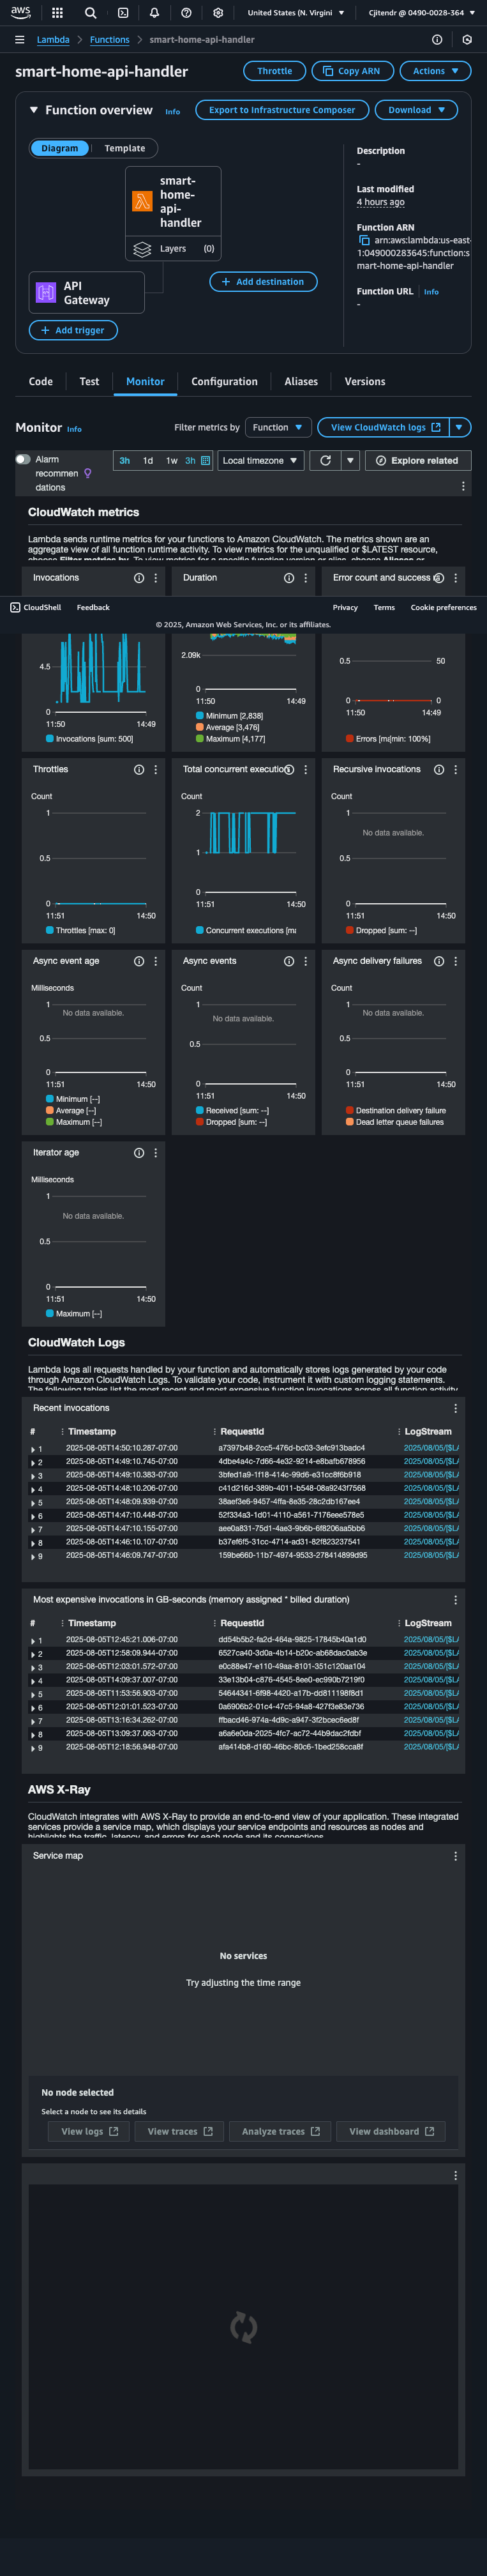 aws
United States (N. Virgini
Cjitendr @ 0490-0028-364
Lambda
Functions
smart-home-api-handler
smart-home-api-handler
Throttle
Copy ARN
Actions
Function overview
Info
Export to Infrastructure Composer
Download
Diagram
Template
smart-
home-
api-
handler
Layers
(0)
API
Gateway
Add trigger
Add destination
Description
-
Last modified
4 hours ago
Function ARN
arn:aws:lambda:us-east-
1:049000283645:function:s
mart-home-api-handler
Function URL
Info
-
Code
Test
Monitor
Configuration
Aliases
Versions
Monitor
Info
Filter metrics by
Function
View CloudWatch logs
Alarm
recommen
dations
3h
1d
1w
3h
Local timezone
Explore related
CloudWatch metrics
Lambda sends runtime metrics for your functions to Amazon CloudWatch. The metrics shown are an
aggregate view of all function runtime activity. To view metrics for the unqualified or $LATEST resource,
Invocations
Duration
Error count and success
CloudShell
Feedback
Privacy
Terms
Cookie preferences
© 2025, Amazon Web Services, Inc. or its affiliates.
4.5
0
11:50
14:49
Invocations [sum: 500]
2.09k
0
11:50
14:49
Minimum [2,838]
Average [3,476]
Maximum [4,177]
0.5
50
0
0
11:50
14:49
Errors [ma
[min: 100%]
Throttles
Count
1
0.5
0
11:51
14:50
Throttles [max: 0]
Total concurrent execution
Count
2
1
0
11:51
14:50
Concurrent executions [ma
Recursive invocations
Count
1
No data available.
0.5
0
11:51
14:50
Dropped [sum: --]
Async event age
Milliseconds
1
No data available.
0.5
0
11:51
14:50
Minimum [--]
Average [--]
Maximum [--]
Async events
Count
1
No data available.
0.5
0
11:51
14:50
Received [sum: --]
Dropped [sum: --]
Async delivery failures
Count
1
No data available.
0.5
0
11:51
14:50
Destination delivery failure
Dead letter queue failures
Iterator age
Milliseconds
1
No data available.
0.5
0
11:51
14:50
Maximum [--]
CloudWatch Logs
Lambda logs all requests handled by your function and automatically stores logs generated by your code
through Amazon CloudWatch Logs. To validate your code, instrument it with custom logging statements.
The following tables list the most recent and most expensive function invocations across all function activity.
Recent invocations
# Timestamp RequestId LogStream
1 2025-08-05T14:50:10.287-07:00 a7397b48-2cc5-476d-bc03-3efc913badc4 2025/08/05/[$LA
2 2025-08-05T14:49:10.745-07:00 4dbe4a4c-7d66-4e32-9214-e8bafb678956 2025/08/05/[$LA
3 2025-08-05T14:49:10.383-07:00 3bfed1a9-1f18-414c-99d6-e31cc8f6b918 2025/08/05/[$LA
4 2025-08-05T14:48:10.206-07:00 c41d216d-389b-4011-b548-08a9243f7568 2025/08/05/[$LA
5 2025-08-05T14:48:09.939-07:00 38aef3e6-9457-4ffa-8e35-28c2db167ee4 2025/08/05/[$LA
6 2025-08-05T14:47:10.448-07:00 52f334a3-1d01-4110-a561-7176eee578e5 2025/08/05/[$LA
7 2025-08-05T14:47:10.155-07:00 aee0a831-75d1-4ae3-9b6b-6f8206aa5bb6 2025/08/05/[$LA
8 2025-08-05T14:46:10.107-07:00 b37ef6f5-31cc-4714-ad31-82f823237541 2025/08/05/[$LA
9 2025-08-05T14:46:09.747-07:00 159be660-11b7-4974-9533-278414899d95 2025/08/05/[$LA
Most expensive invocations in GB-seconds (memory assigned * billed duration)
# Timestamp RequestId LogStream
1 2025-08-05T12:45:21.006-07:00 dd54b5b2-fa2d-464a-9825-17845b40a1d0 2025/08/05/[$LA
2 2025-08-05T12:58:09.944-07:00 6527ca40-3d0a-4b14-b20c-ab68dac0ab3e 2025/08/05/[$LA
3 2025-08-05T12:03:01.572-07:00 e0c88e47-e110-49aa-8101-351c120aa104 2025/08/05/[$LA
4 2025-08-05T14:09:37.007-07:00 33e13b04-c876-4545-8ee0-ec990b7219f0 2025/08/05/[$LA
5 2025-08-05T11:53:56.903-07:00 54644341-6f98-4420-a17b-dd811198f8d1 2025/08/05/[$LA
6 2025-08-05T12:01:09.523-07:00 0a6906b2-01c4-47c5-94a8-427f3e83e736 2025/08/05/[$LA
7 2025-08-05T13:16:34.262-07:00 ffbacd46-974a-4d9c-a947-3f2bcec6ed8f 2025/08/05/[$LA
8 2025-08-05T13:09:37.063-07:00 a6a6e0da-2025-4fc7-ac72-44b9dac2fdbf 2025/08/05/[$LA
9 2025-08-05T12:18:56.948-07:00 afa414b8-d160-46bc-80c6-1bed258cca8f 2025/08/05/[$LA
AWS X-Ray
CloudWatch integrates with AWS X-Ray to provide an end-to-end view of your application. These integrated
services provide a service map, which displays your service endpoints and resources as nodes and
highlights the traffic, latency, and errors for each node and its connections.
Service map
No services
Try adjusting the time range
No node selected
Select a node to see its details
View logs
View traces
Analyze traces
View dashboard